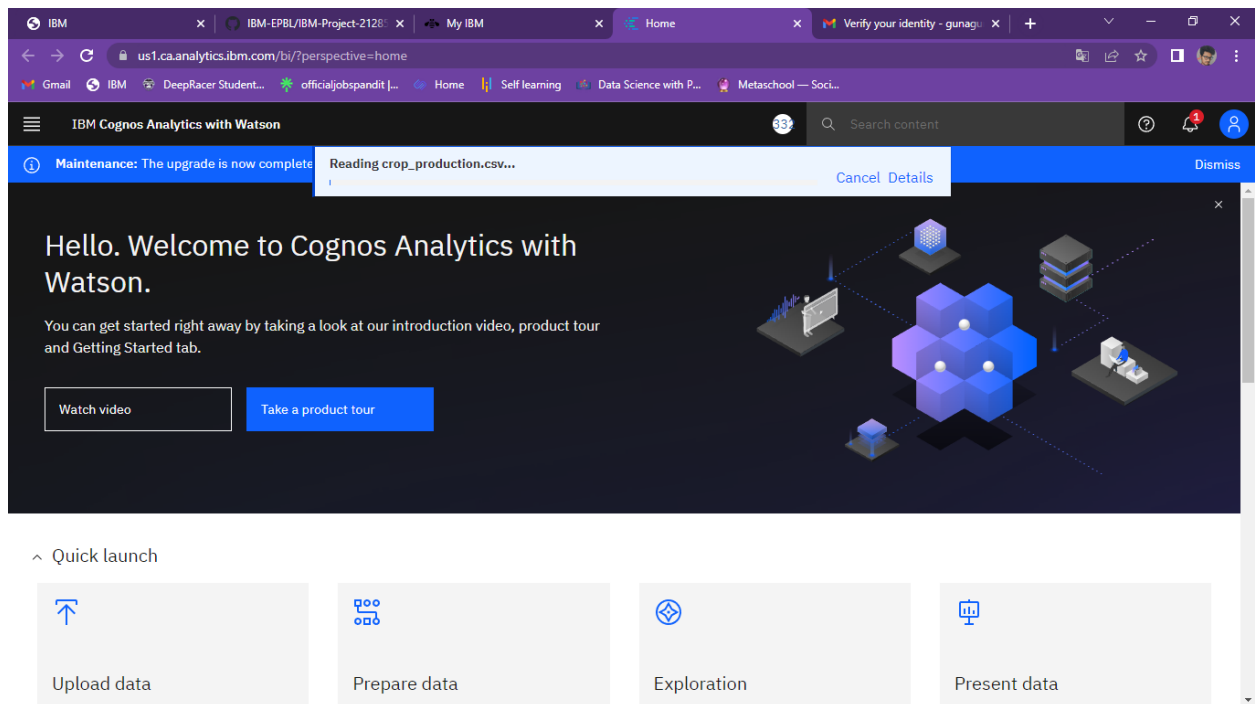 IBM
IBM-EPBL/IBM-Project-2128
My IBM
Home
Verify your identity - gunagu
us1.ca.analytics.ibm.com/bi/?perspective=home
Gmail
IBM
DeepRacer Student...
officialjobspandit |...
Home
Self learning
Data Science with P...
Metaschool — Soci...
IBM Cognos Analytics with Watson
332
Search content
1
Maintenance: The upgrade is now complete
Reading crop_production.csv...
Cancel Details
Dismiss
Hello. Welcome to Cognos Analytics with
Watson.
You can get started right away by taking a look at our introduction video, product tour
and Getting Started tab.
Watch video
Take a product tour
Quick launch
Upload data
Prepare data
Exploration
Present data